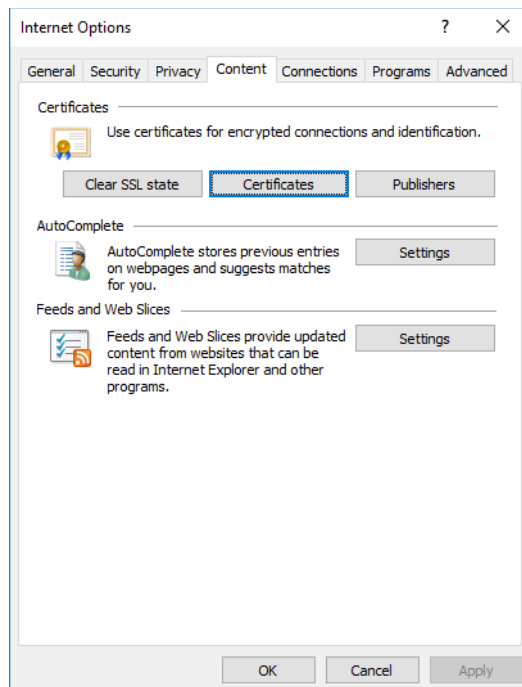 Internet Options
? 
General Security Privacy Content Connections Programs Advanced
Certificates
Use certificates for encrypted connections and identification.
Clear SSL state Certificates Publishers
AutoComplete
AutoComplete stores previous entries
on webpages and suggests matches
for you.
Settings
Feeds and Web Slices
Feeds and Web Slices provide updated
content from websites that can be
read in Internet Explorer and other
programs.
Settings
OK Cancel Apply